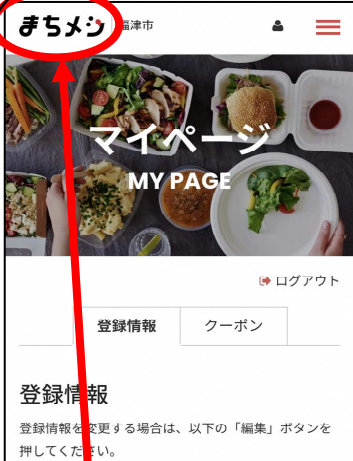 まちメシ 福津市
マイページ
MY PAGE
ログアウト
登録情報 クーポン
登録情報
登録情報を変更する場合は、以下の「編集」ボタンを
押してください。